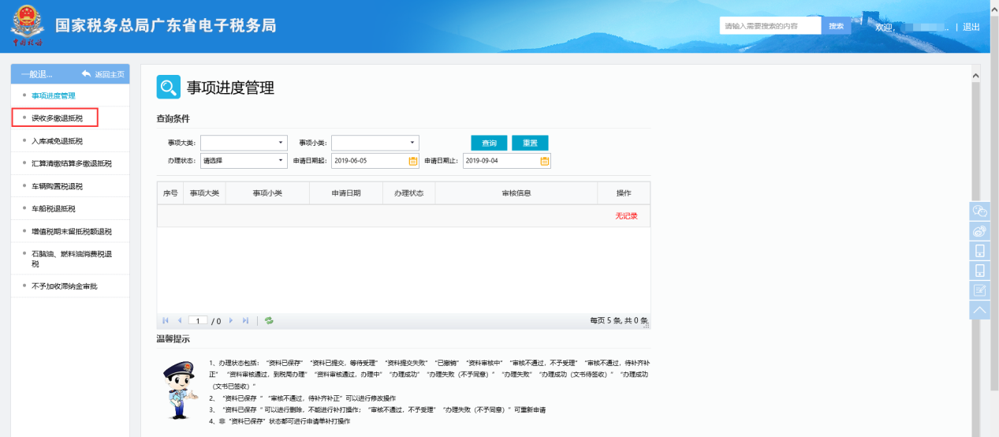 国家税务总局广东省电子税务局
中国税务
请输入需要搜索的内容
搜索
欢迎,
.. | 退出
一般退...
返回主页
事项进度管理
误收多缴退抵税
入库减免退抵税
汇算清缴结算多缴退抵税
车辆购置税退税
车船税退抵税
增值税期末留抵税额退税
石脑油、燃料油消费税退
税
不予加收滞纳金审批
事项进度管理
查询条件
事项大类: 事项小类: 查询 重置
办理状态: 请选择 申请日期起: 2019-06-05 申请日期止: 2019-09-04
序号 事项大类 事项小类 申请日期 办理状态 审核信息 操作
无记录
1 / 0 每页 5 条, 共 0 条
温馨提示
1、办理状态包括: “资料已保存” “资料已提交，等待受理” “资料提交失败” “已撤销” “资料审核中” “审核不通过，不予受理” “审核不通过，待补齐补
正” “资料审核通过，到税局办理” “资料审核通过，办理中” “办理成功” “办理失败（不予同意）” “办理失败” “办理成功（文书待签收）” “办理成功
（文书已签收）”
2、 “资料已保存 ” “审核不通过，待补齐补正”可以进行修改操作
3、 “资料已保存 ” 可以进行删除，不能进行补打操作； “审核不通过，不予受理” “办理失败（不予同意）” 可重新申请
4、非 “资料已保存” 状态都可进行申请单补打操作